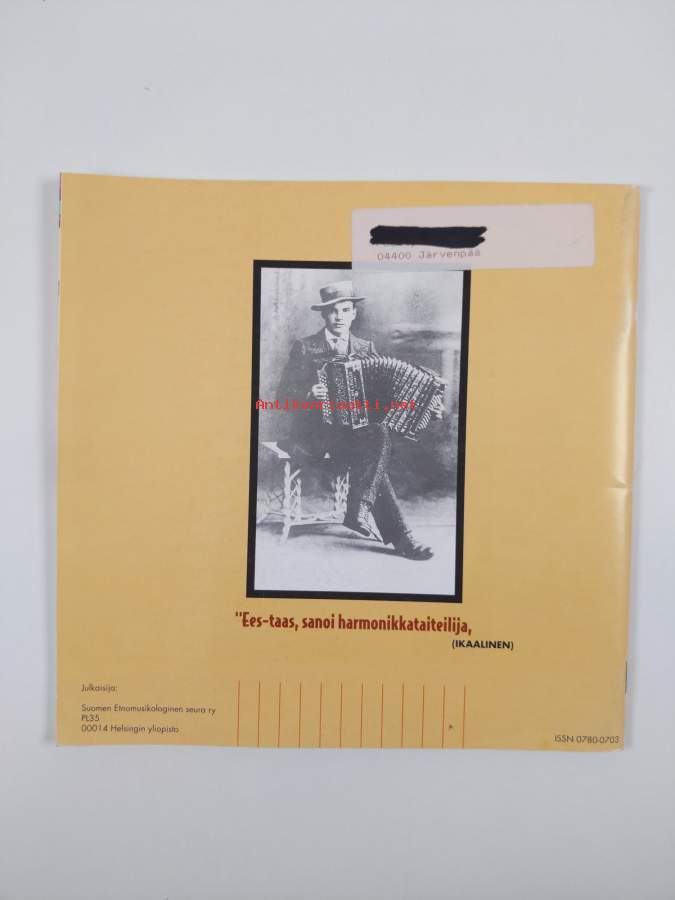 04400 Järvenpää
Antikvariaatti.net
"Ees-taas, sanoi harmonikkataiteilija,
(IKAALINEN)
Julkaisija:
Suomen Etnomusikologinen seura ry
PL35
00014 Helsingin yliopisto
ISSN 0780-0703